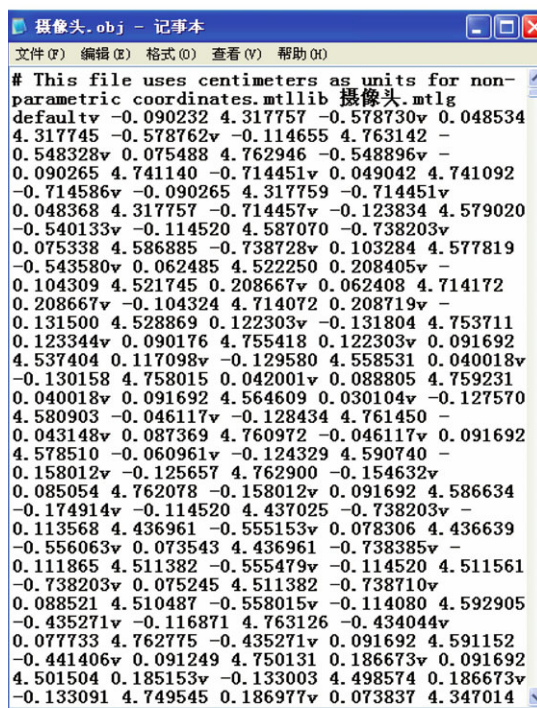 摄像头.obj - 记事本
文件(F) 编辑(E) 格式(O) 查看(V) 帮助(H)
# This file uses centimeters as units for non-
parametric coordinates.mtllib 摄像头.mtlg
defaultv -0.090232 4.317757 -0.578730v 0.048534
4.317745 -0.578762v -0.114655 4.763142 -
0.548328v 0.075488 4.762946 -0.548896v -
0.090265 4.741140 -0.714451v 0.049042 4.741092
-0.714586v -0.090265 4.317759 -0.714451v
0.048368 4.317757 -0.714457v -0.123834 4.579020
-0.540133v -0.114520 4.587070 -0.738203v
0.075338 4.586885 -0.738728v 0.103284 4.577819
-0.543580v 0.062485 4.522250 0.208405v -
0.104309 4.521745 0.208667v 0.062408 4.714172
0.208667v -0.104324 4.714072 0.208719v -
0.131500 4.528869 0.122303v -0.131804 4.753711
0.123344v 0.090176 4.755418 0.122303v 0.091692
4.537404 0.117098v -0.129580 4.558531 0.040018v
-0.130158 4.758015 0.042001v 0.088805 4.759231
0.040018v 0.091692 4.564609 0.030104v -0.127570
4.580903 -0.046117v -0.128434 4.761450 -
0.043148v 0.087369 4.760972 -0.046117v 0.091692
4.578510 -0.060961v -0.124329 4.590740 -
0.158012v -0.125657 4.762900 -0.154632v
0.085054 4.762078 -0.158012v 0.091692 4.586634
-0.174914v -0.114520 4.437025 -0.738203v -
0.113568 4.436961 -0.555153v 0.078306 4.436639
-0.556063v 0.073543 4.436961 -0.738385v -
0.111865 4.511382 -0.555479v -0.114520 4.511561
-0.738203v 0.075245 4.511382 -0.738710v
0.088521 4.510487 -0.558015v -0.114080 4.592905
-0.435271v -0.116871 4.763126 -0.434044v
0.077733 4.762775 -0.435271v 0.091692 4.591152
-0.441406v 0.091249 4.750131 0.186673v 0.091692
4.501504 0.185153v -0.133003 4.498574 0.186673v
-0.133091 4.749545 0.186977v 0.073837 4.347014